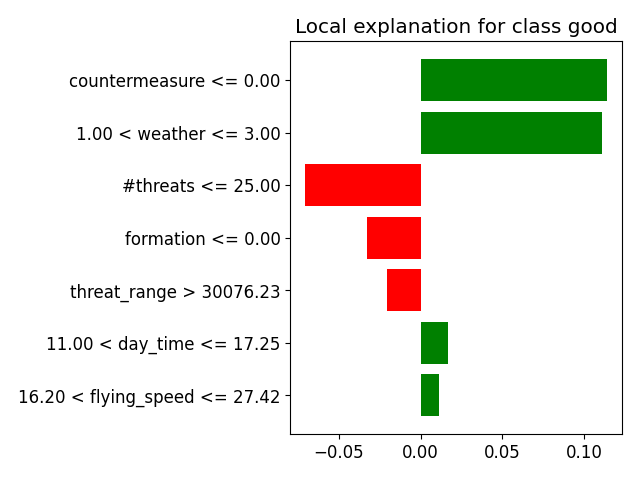 Local explanation for class good
countermeasure <= 0.00
1.00 < weather <= 3.00
#threats <= 25.00
formation <= 0.00
threat_range > 30076.23
11.00 < day_time <= 17.25
16.20 < flying_speed <= 27.42
−0.05 0.00 0.05 0.10